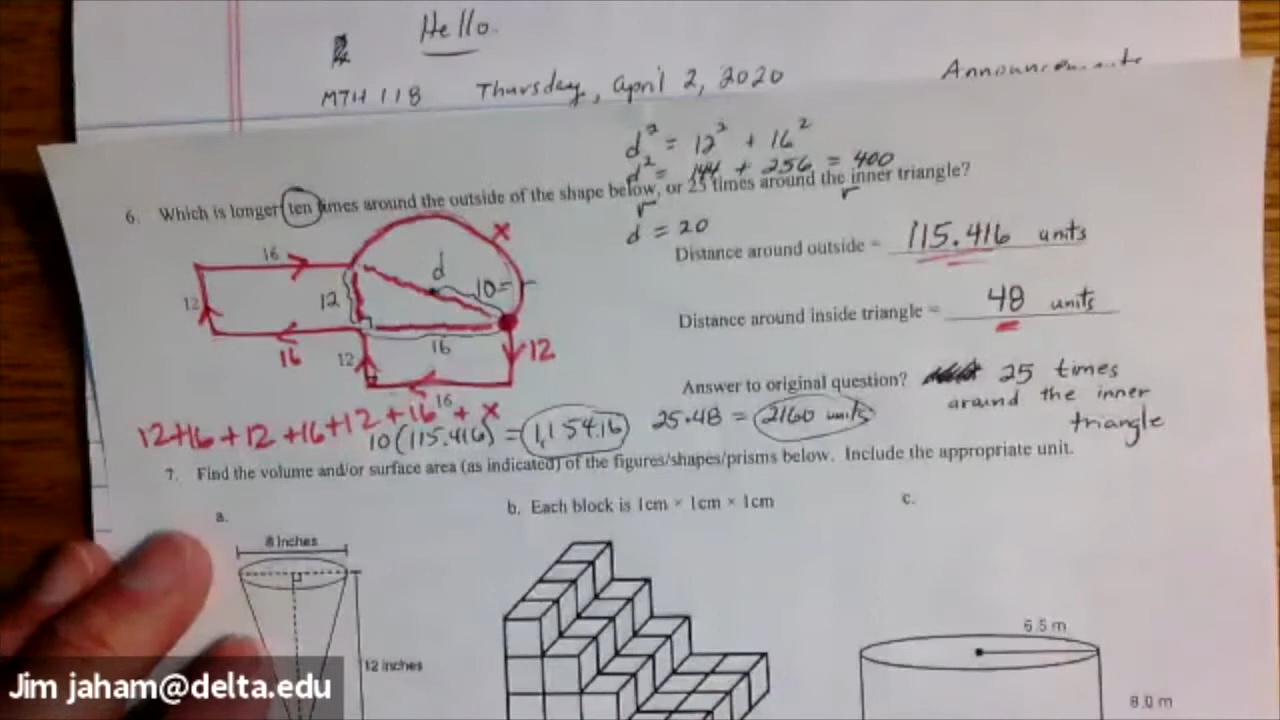 Hello
MTH 118 Thursday, April 2, 2020
d² = 12² + 16²
d² = 144 + 256 = 400
6. Which is longer ten times around the outside of the shape below, or 25 times around the inner triangle?
r r
d = 20
Distance around outside = 115.416 units
16 x
12 12 d 10=r
Distance around inside triangle = 48 units
16 12 16 12
16
Answer to original question? 25 times around the inner triangle
12+16+12+16+12+16+x
10(115.416) = 1,154.16
25·48 = 2160 units
7. Find the volume and/or surface area (as indicated) of the figures/shapes/prisms below. Include the appropriate unit.
a. b. Each block is 1cm × 1cm × 1cm c.
8 inches
12 inches
6.5 m
8.0 m
Jim jaham@delta.edu